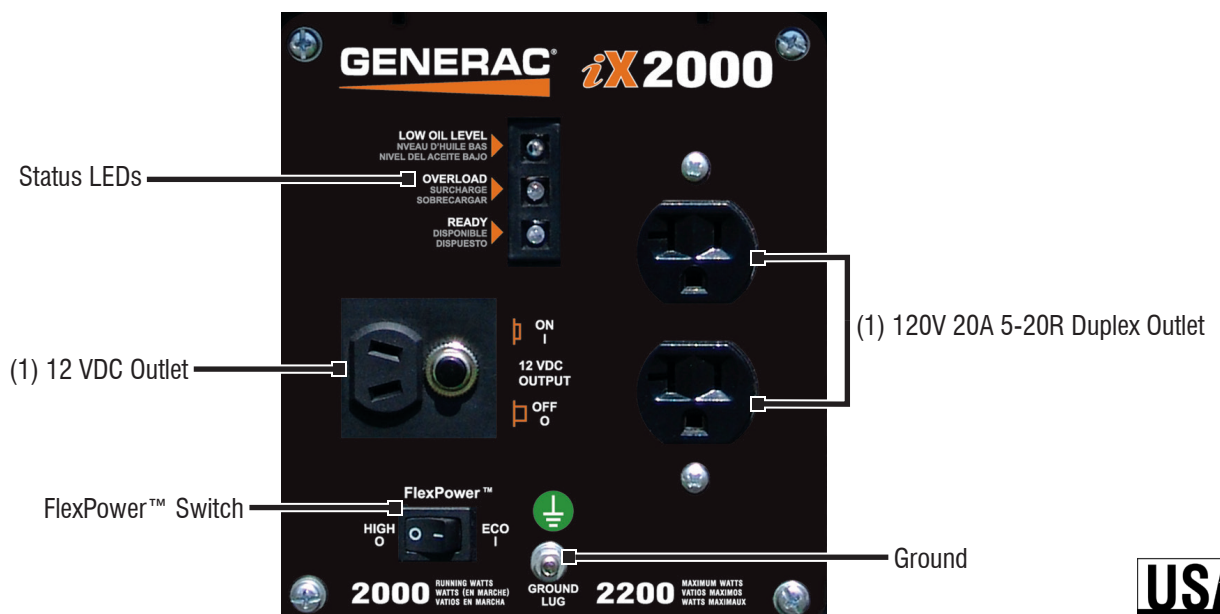 GENERAC® iX2000
LOW OIL LEVEL
NVEAU D'HUILE BAS
NIVEL DEL ACEITE BAJO
Status LEDs
OVERLOAD
SURCHARGE
SOBRECARGAR
READY
DISPONIBLE
DISPUESTO
(1) 120V 20A 5-20R Duplex Outlet
(1) 12 VDC Outlet
ON
I
12 VDC
OUTPUT
OFF
O
FlexPower™ Switch
FlexPower™
HIGH
O
ECO
I
Ground
2000 RUNNING WATTS
WATTS (EN MARCHE)
VATIOS EN MARCHA
GROUND
LUG
2200 MAXIMUM WATTS
VATIOS MAXIMOS
WATTS MAXIMAUX
USA